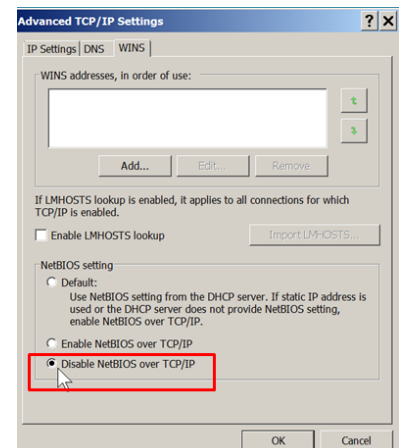 Advanced TCP/IP Settings
IP Settings DNS WINS
WINS addresses, in order of use:
Add... Edit... Remove
If LMHOSTS lookup is enabled, it applies to all connections for which
TCP/IP is enabled.
Enable LMHOSTS lookup Import LMHOSTS...
NetBIOS setting
Default:
Use NetBIOS setting from the DHCP server. If static IP address is
used or the DHCP server does not provide NetBIOS setting,
enable NetBIOS over TCP/IP.
Enable NetBIOS over TCP/IP
Disable NetBIOS over TCP/IP
OK Cancel